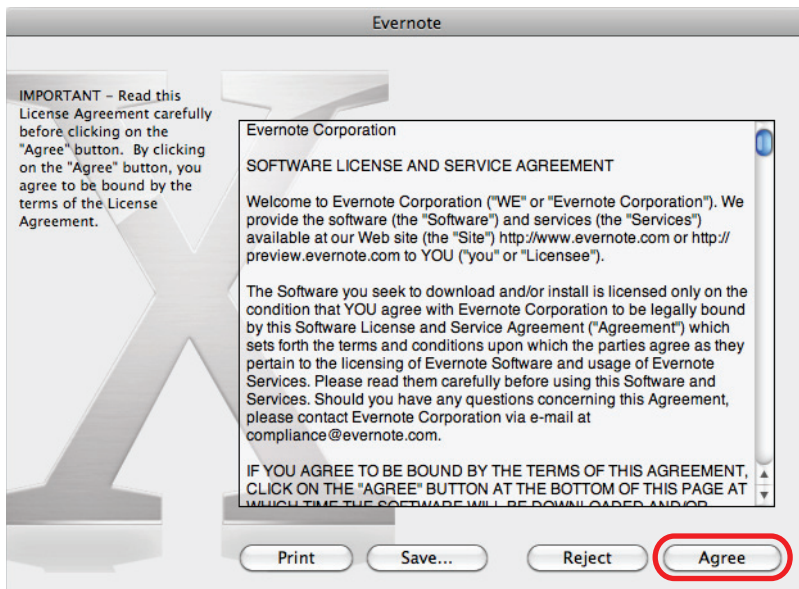 Evernote
IMPORTANT – Read this
License Agreement carefully
before clicking on the
"Agree" button.  By clicking
on the "Agree" button, you
agree to be bound by the
terms of the License
Agreement.
Evernote Corporation
SOFTWARE LICENSE AND SERVICE AGREEMENT
Welcome to Evernote Corporation ("WE" or "Evernote Corporation"). We
provide the software (the "Software") and services (the "Services")
available at our Web site (the "Site") http://www.evernote.com or http://
preview.evernote.com to YOU ("you" or "Licensee").
The Software you seek to download and/or install is licensed only on the
condition that YOU agree with Evernote Corporation to be legally bound
by this Software License and Service Agreement ("Agreement") which
sets forth the terms and conditions upon which the parties agree as they
pertain to the licensing of Evernote Software and usage of Evernote
Services. Please read them carefully before using this Software and
Services. Should you have any questions concerning this Agreement,
please contact Evernote Corporation via e-mail at
compliance@evernote.com.
IF YOU AGREE TO BE BOUND BY THE TERMS OF THIS AGREEMENT,
CLICK ON THE "AGREE" BUTTON AT THE BOTTOM OF THIS PAGE AT
WHICH TIME THE SOFTWARE WILL BE DOWNLOADED AND/OR
Print
Save...
Reject
Agree